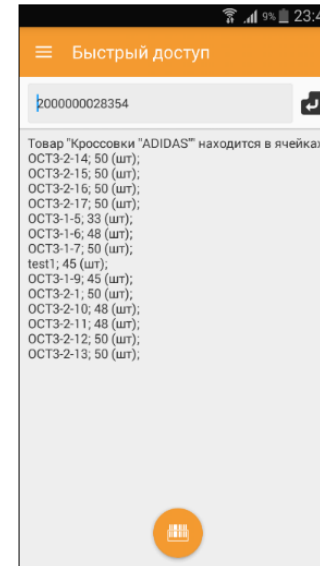 9% 23:4
Быстрый доступ
2000000028354
Товар "Кроссовки "ADIDAS"" находится в ячейках
ОСТ3-2-14; 50 (шт);
ОСТ3-2-15; 50 (шт);
ОСТ3-2-16; 50 (шт);
ОСТ3-2-17; 50 (шт);
ОСТ3-1-5; 33 (шт);
ОСТ3-1-6; 48 (шт);
ОСТ3-1-7; 50 (шт);
test1; 45 (шт);
ОСТ3-1-9; 45 (шт);
ОСТ3-2-1; 50 (шт);
ОСТ3-2-10; 48 (шт);
ОСТ3-2-11; 48 (шт);
ОСТ3-2-12; 50 (шт);
ОСТ3-2-13; 50 (шт);